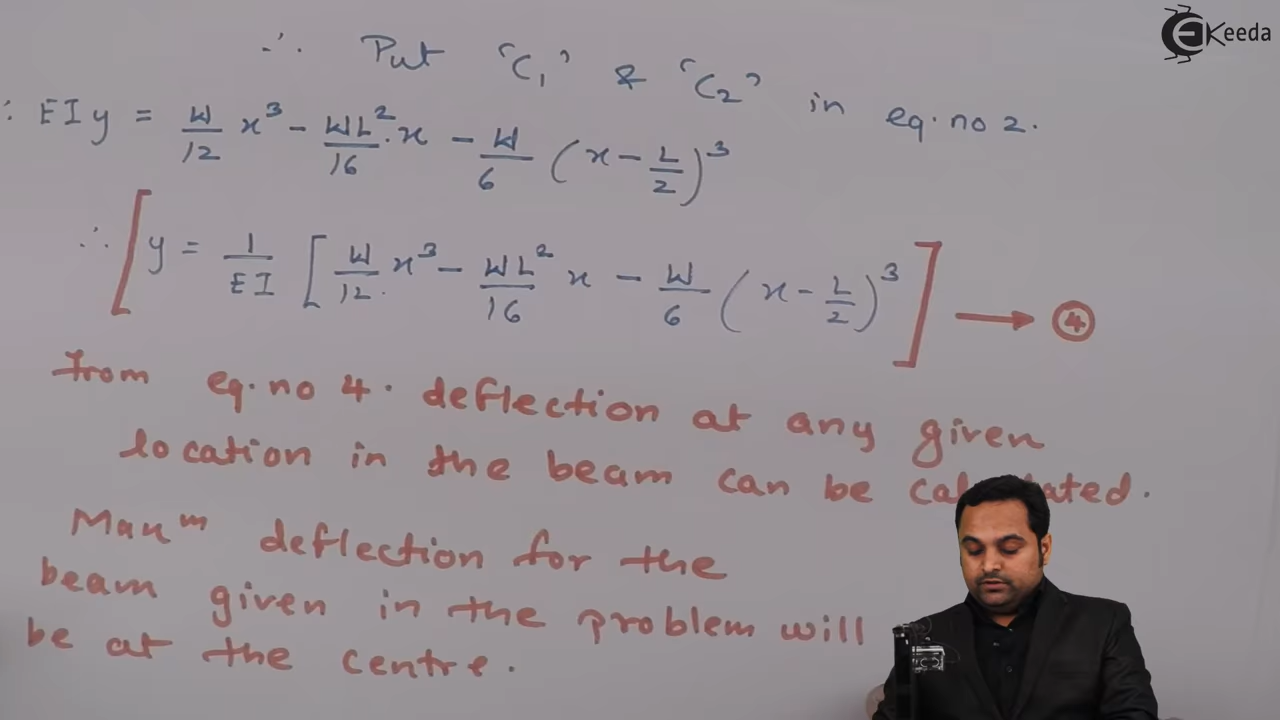 EKeeda
∴ Put 'C₁' & 'C₂' in eq. no 2.
∴ EIy = W/12 x³ - WL²/16 . x - W/6 (x - L/2)³
∴ [ y = 1/EI [ W/12 x³ - WL²/16 x - W/6 (x - L/2)³ ] → ④
From eq. no 4. deflection at any given
location in the beam can be
Maxᵐ deflection for the
beam given in the problem will
be at the centre.